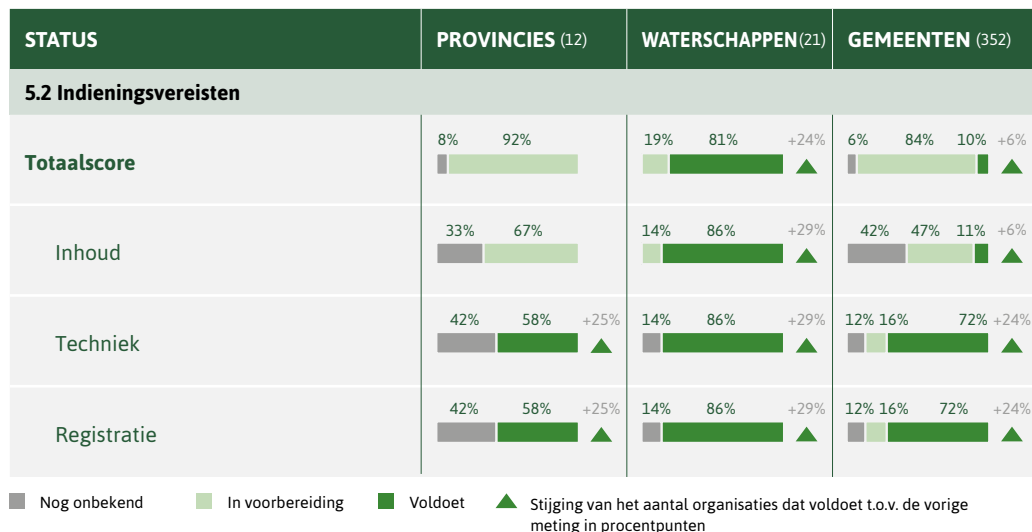 STATUS PROVINCIES (12) WATERSCHAPPEN(21) GEMEENTEN (352)
5.2 Indieningsvereisten
8% 92% 19% 81% +24% 6% 84% 10% +6%
Totaalscore
33% 67% 14% 86% +29% 42% 47% 11% +6%
Inhoud
42% 58% +25% 14% 86% +29% 12% 16% 72% +24%
Techniek
42% 58% +25% 14% 86% +29% 12% 16% 72% +24%
Registratie
Nog onbekend In voorbereiding Voldoet Stijging van het aantal organisaties dat voldoet t.o.v. de vorige
meting in procentpunten